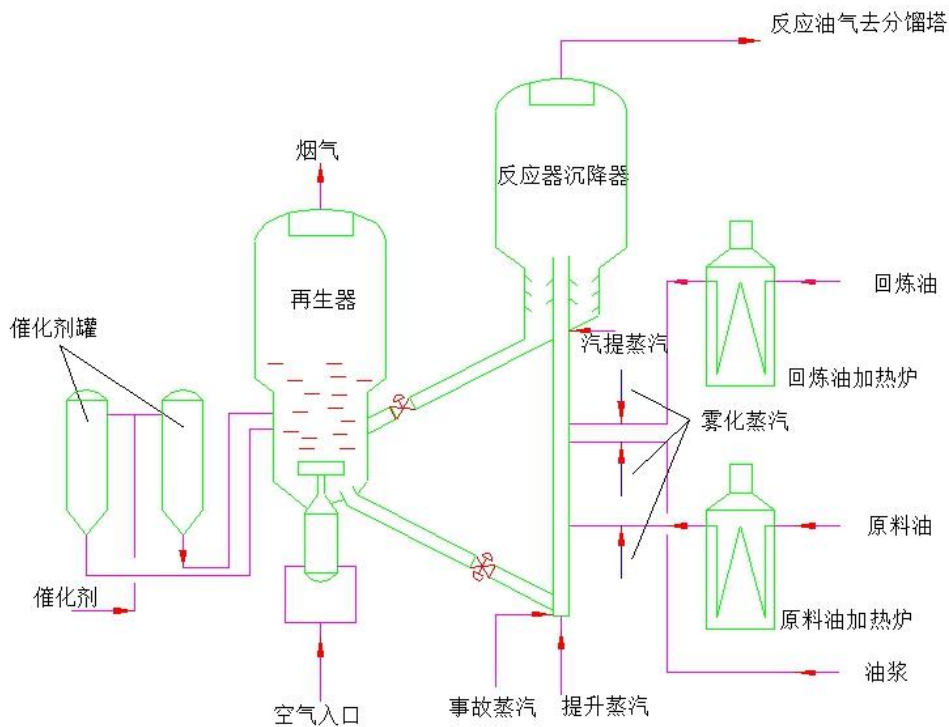 反应油气去分馏塔
烟气
反应器沉降器
再生器
回炼油
催化剂罐
汽提蒸汽
回炼油加热炉
雾化蒸汽
原料油
催化剂
原料油加热炉
油浆
事故蒸汽
提升蒸汽
空气入口